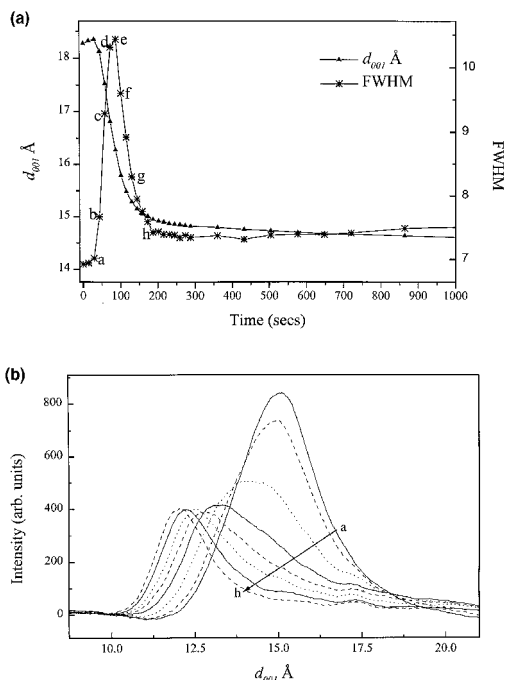 (a)
d
e
d₀₀₁ Å
FWHM
f
c
g
b
h
a
d₀₀₁ Å
18
17
16
15
14
FWHM
10
9
8
7
0 100 200 300 400 500 600 700 800 900 1000
Time (secs)
(b)
800
600
400
200
0
Intensity (arb. units)
a
h
10.0 12.5 15.0 17.5 20.0
d₀₀₁ Å